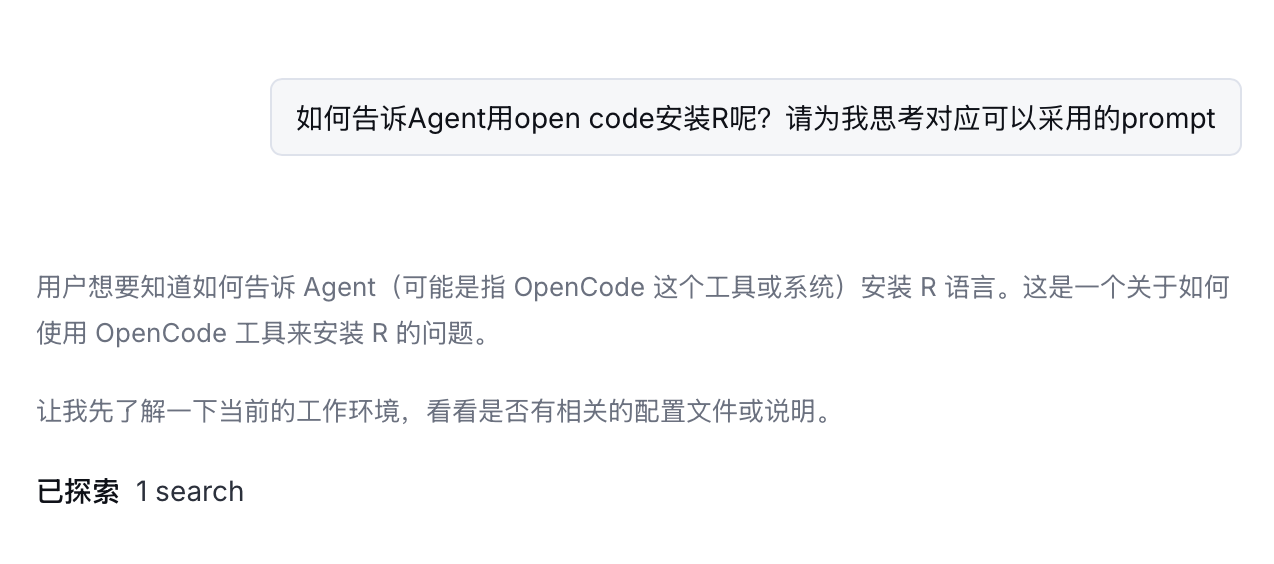 如何告诉Agent用open code安装R呢？请为我思考对应可以采用的prompt
用户想要知道如何告诉 Agent（可能是指 OpenCode 这个工具或系统）安装 R 语言。这是一个关于如何
使用 OpenCode 工具来安装 R 的问题。
让我先了解一下当前的工作环境，看看是否有相关的配置文件或说明。
已探索 1 search